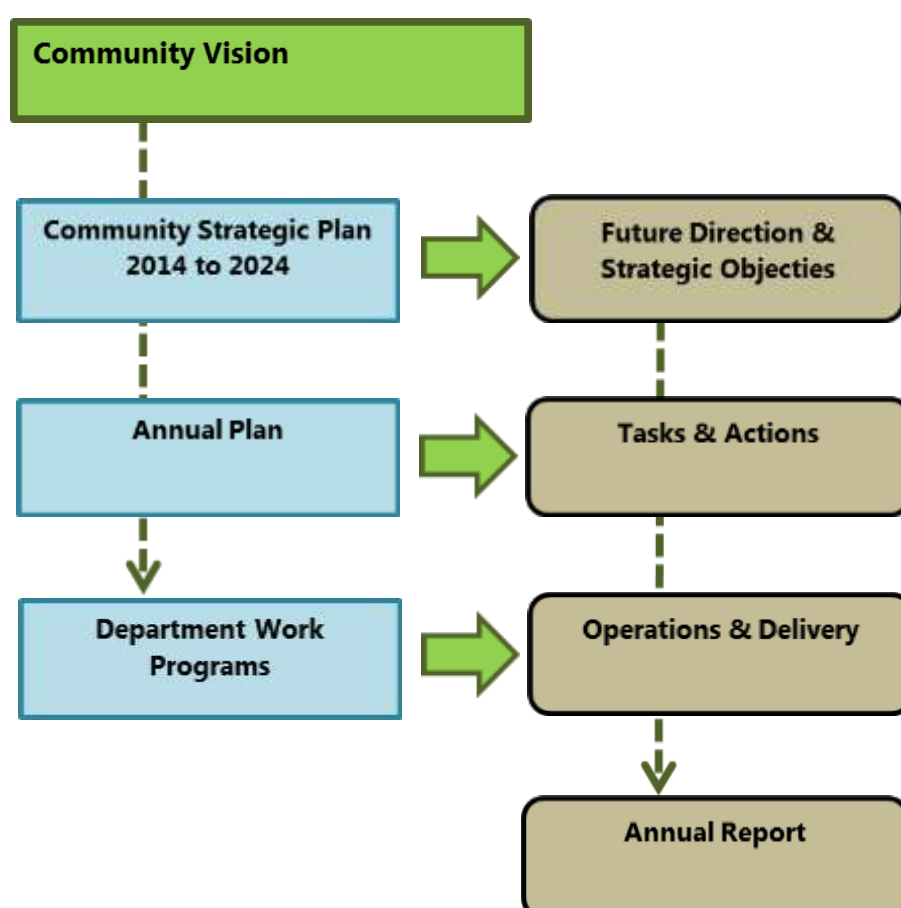 Community Vision
Community Strategic Plan
2014 to 2024
Future Direction &
Strategic Objecties
Annual Plan
Tasks & Actions
Department Work
Programs
Operations & Delivery
Annual Report